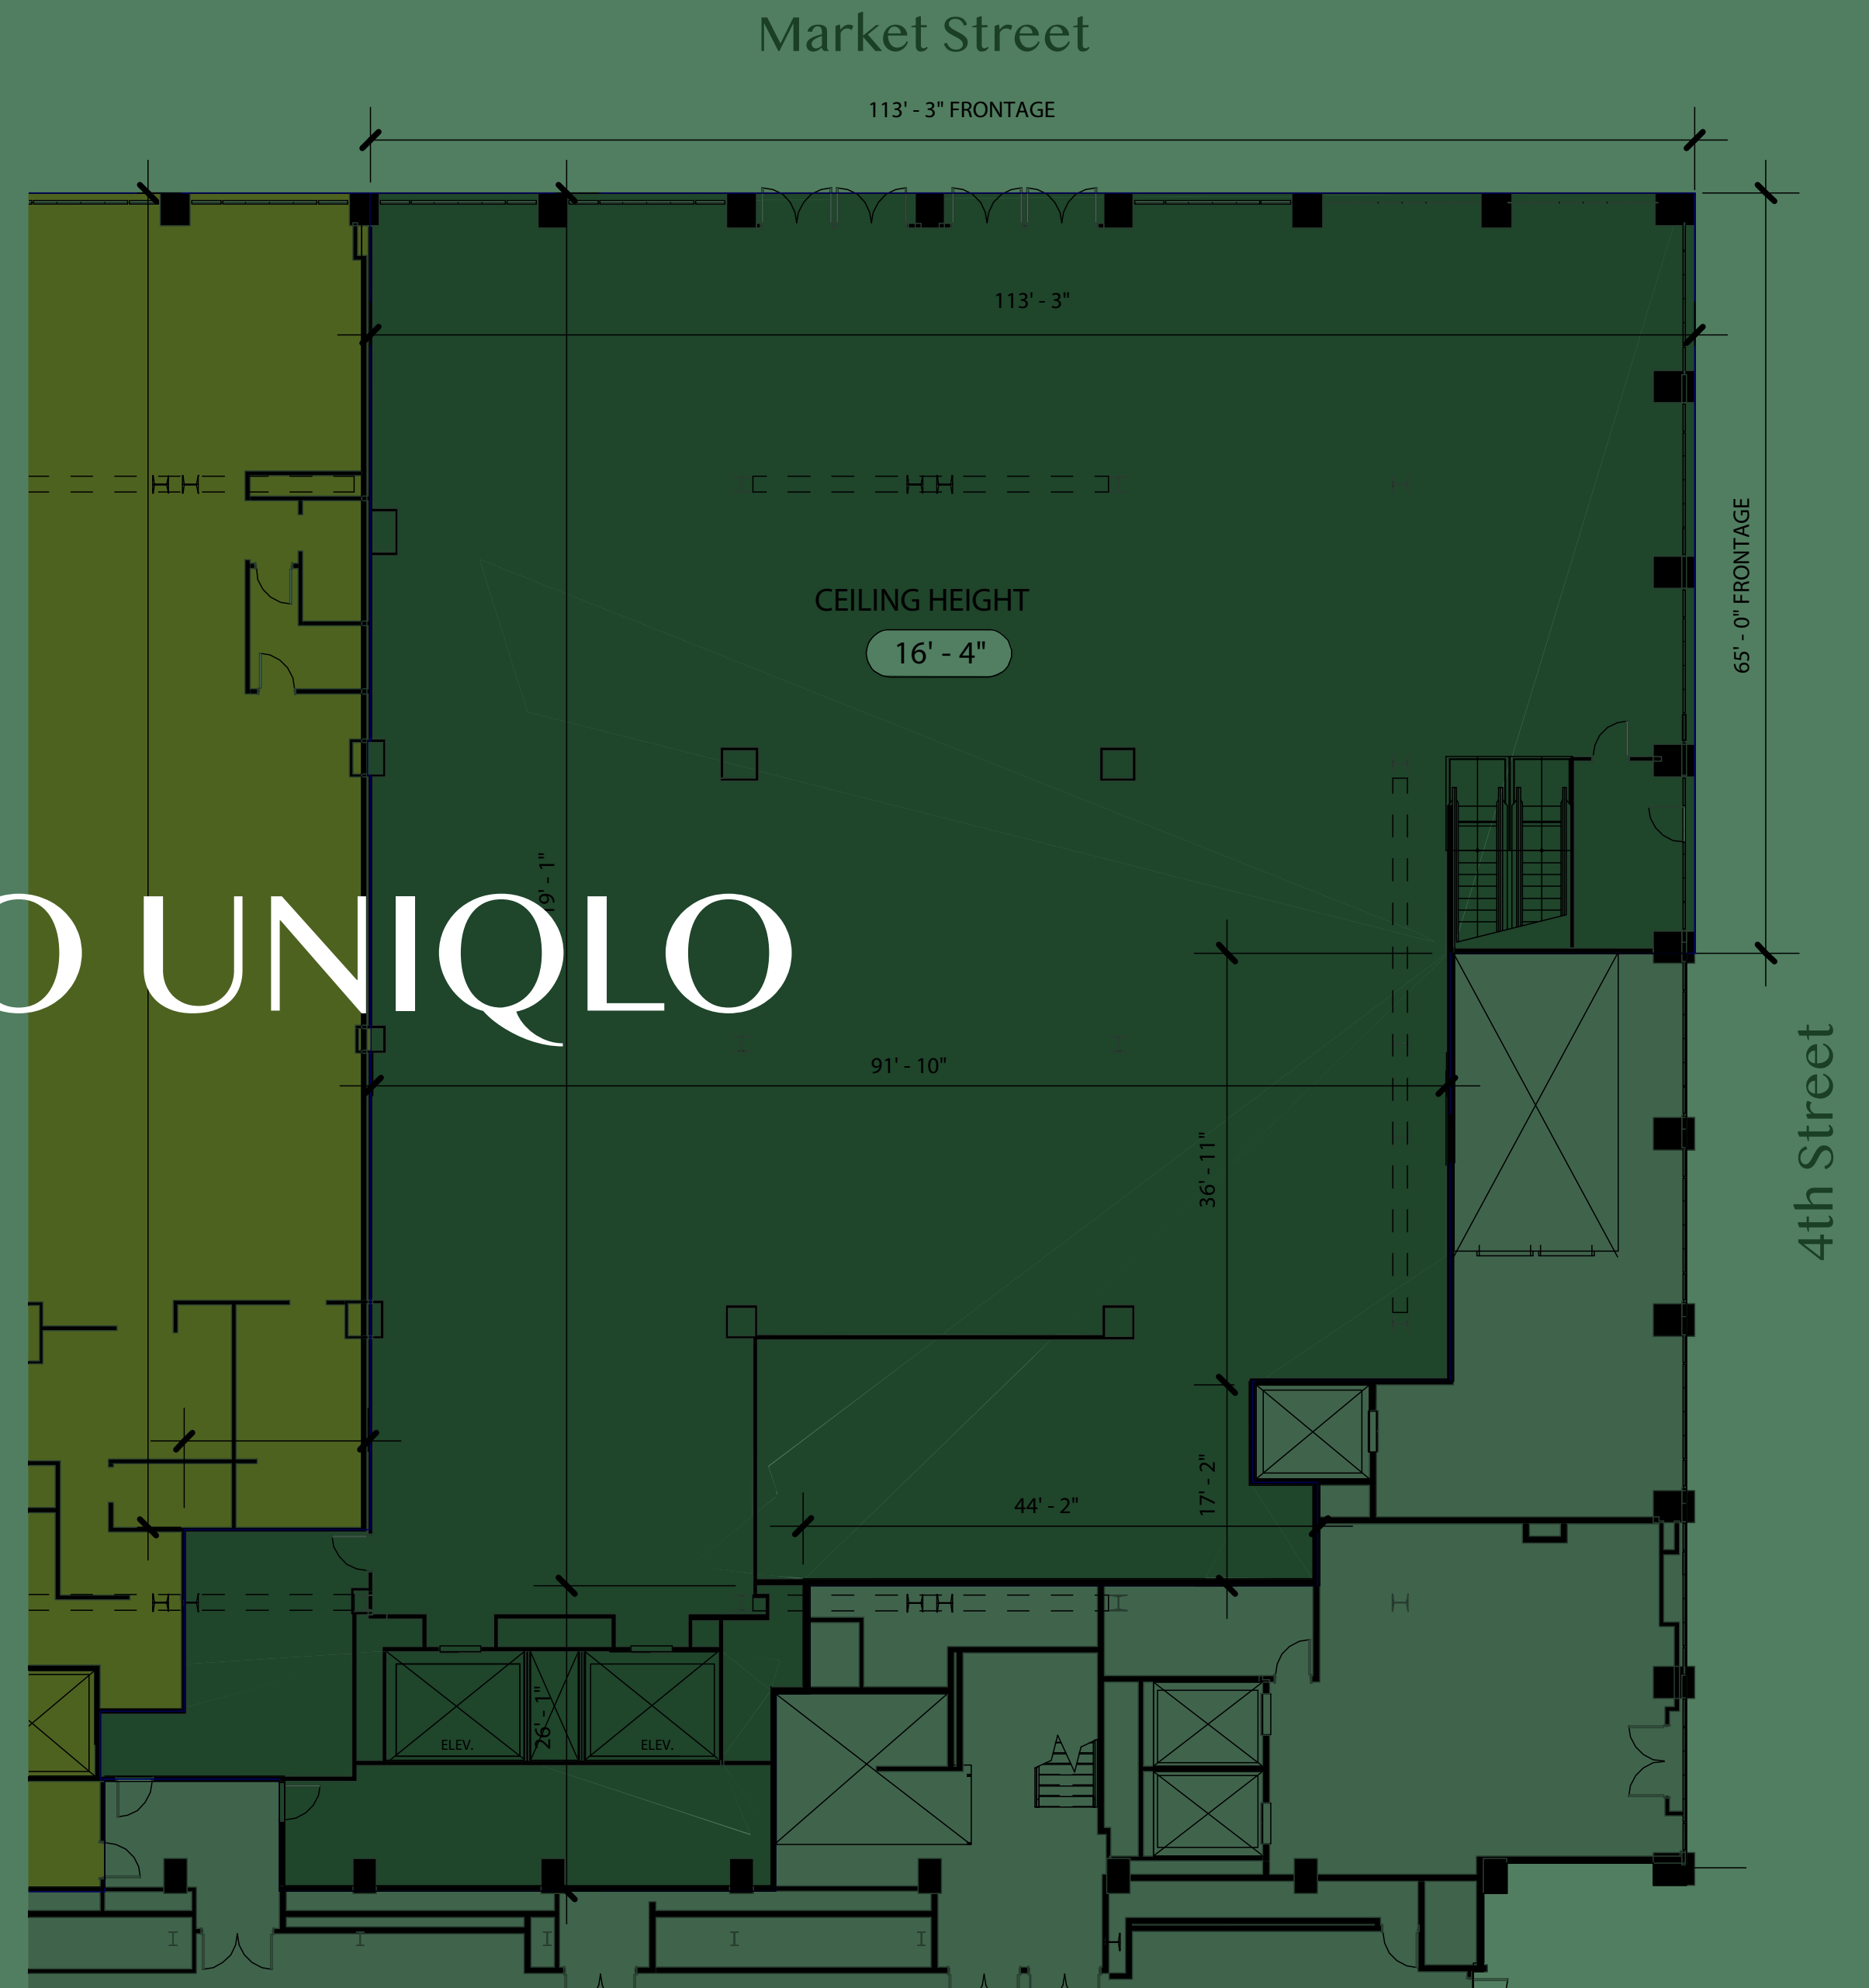 Market Street
113' - 3" FRONTAGE
113' - 3"
CEILING HEIGHT
16' - 4"
65' - 0" FRONTAGE
UNIQLO
91' - 10"
36' - 11"
4th Street
17' - 2"
44' - 2"
26' - 1"
ELEV.
ELEV.